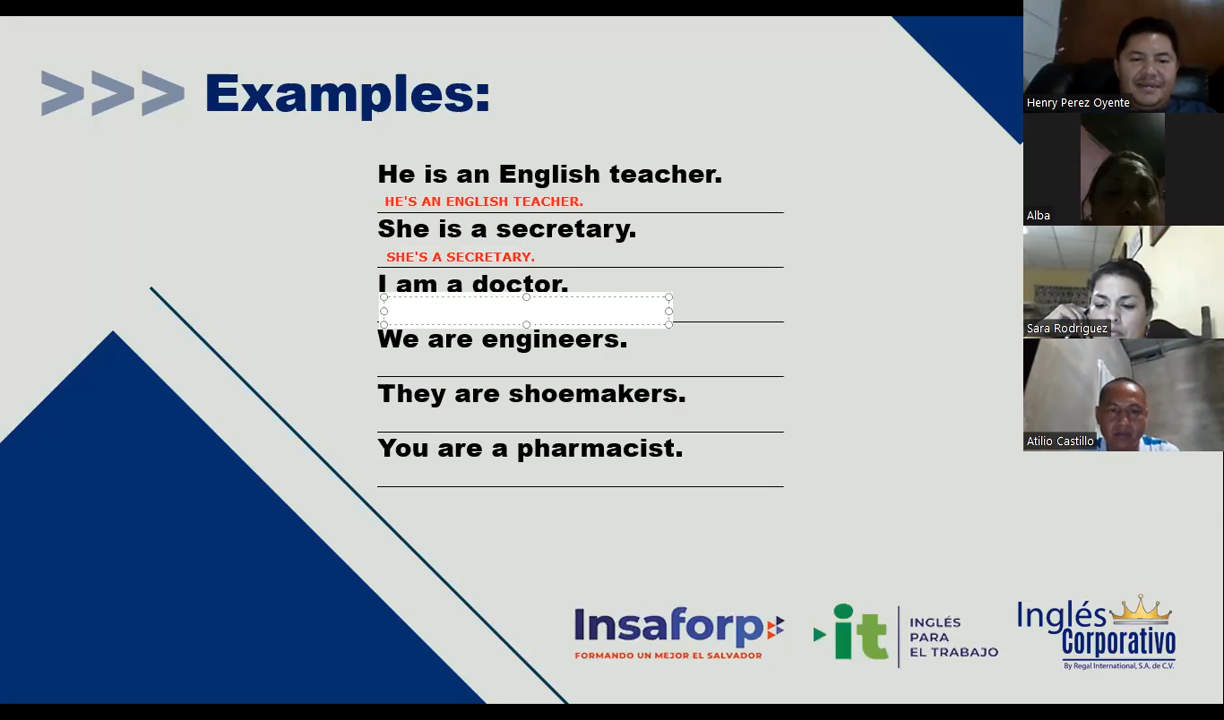 >>> Examples:
He is an English teacher.
HE'S AN ENGLISH TEACHER.
She is a secretary.
SHE'S A SECRETARY.
I am a doctor.
We are engineers.
They are shoemakers.
You are a pharmacist.
Henry Perez Oyente
Alba
Sara Rodriguez
Atilio Castillo
Insaforp
FORMANDO UN MEJOR EL SALVADOR
it
INGLÉS
PARA
EL TRABAJO
Inglés
Corporativo
By Regal International, S.A. de C.V.